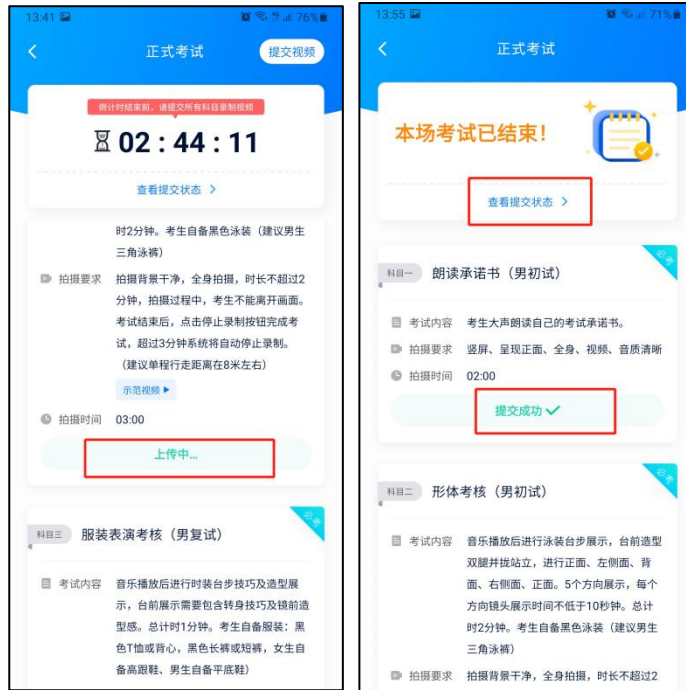 13:41
76%
正式考试
提交视频
倒计时结束前，请提交所有科目录制视频
02 : 44 : 11
查看提交状态 >
时2分钟。考生自备黑色泳装（建议男生
三角泳裤）
拍摄要求 拍摄背景干净，全身拍摄，时长不超过2
分钟，拍摄过程中，考生不能离开画面。
考试结束后，点击停止录制按钮完成考
试，超过3分钟系统将自动停止录制。
（建议单程行走距离在8米左右）
示范视频
拍摄时间 03:00
上传中...
科目三 服装表演考核（男复试）
必考
考试内容 音乐播放后进行时装台步技巧及造型展
示，台前展示需要包含转身技巧及镜前造
型感。总计时1分钟。考生自备服装：黑
色T恤或背心，黑色长裤或短裤，女生自
备高跟鞋、男生自备平底鞋）
13:55
71%
正式考试
本场考试已结束！
查看提交状态 >
科目一 朗读承诺书（男初试）
必考
考试内容 考生大声朗读自己的考试承诺书。
拍摄要求 竖屏、呈现正面、全身、视频、音质清晰
拍摄时间 02:00
提交成功
科目二 形体考核（男初试）
必考
考试内容 音乐播放后进行泳装台步展示，台前造型
双腿并拢站立，进行正面、左侧面、背
面、右侧面、正面。5个方向展示，每个
方向镜头展示时间不低于10秒钟。总计
时2分钟。考生自备黑色泳装（建议男生
三角泳裤）
拍摄要求 拍摄背景干净，全身拍摄，时长不超过2